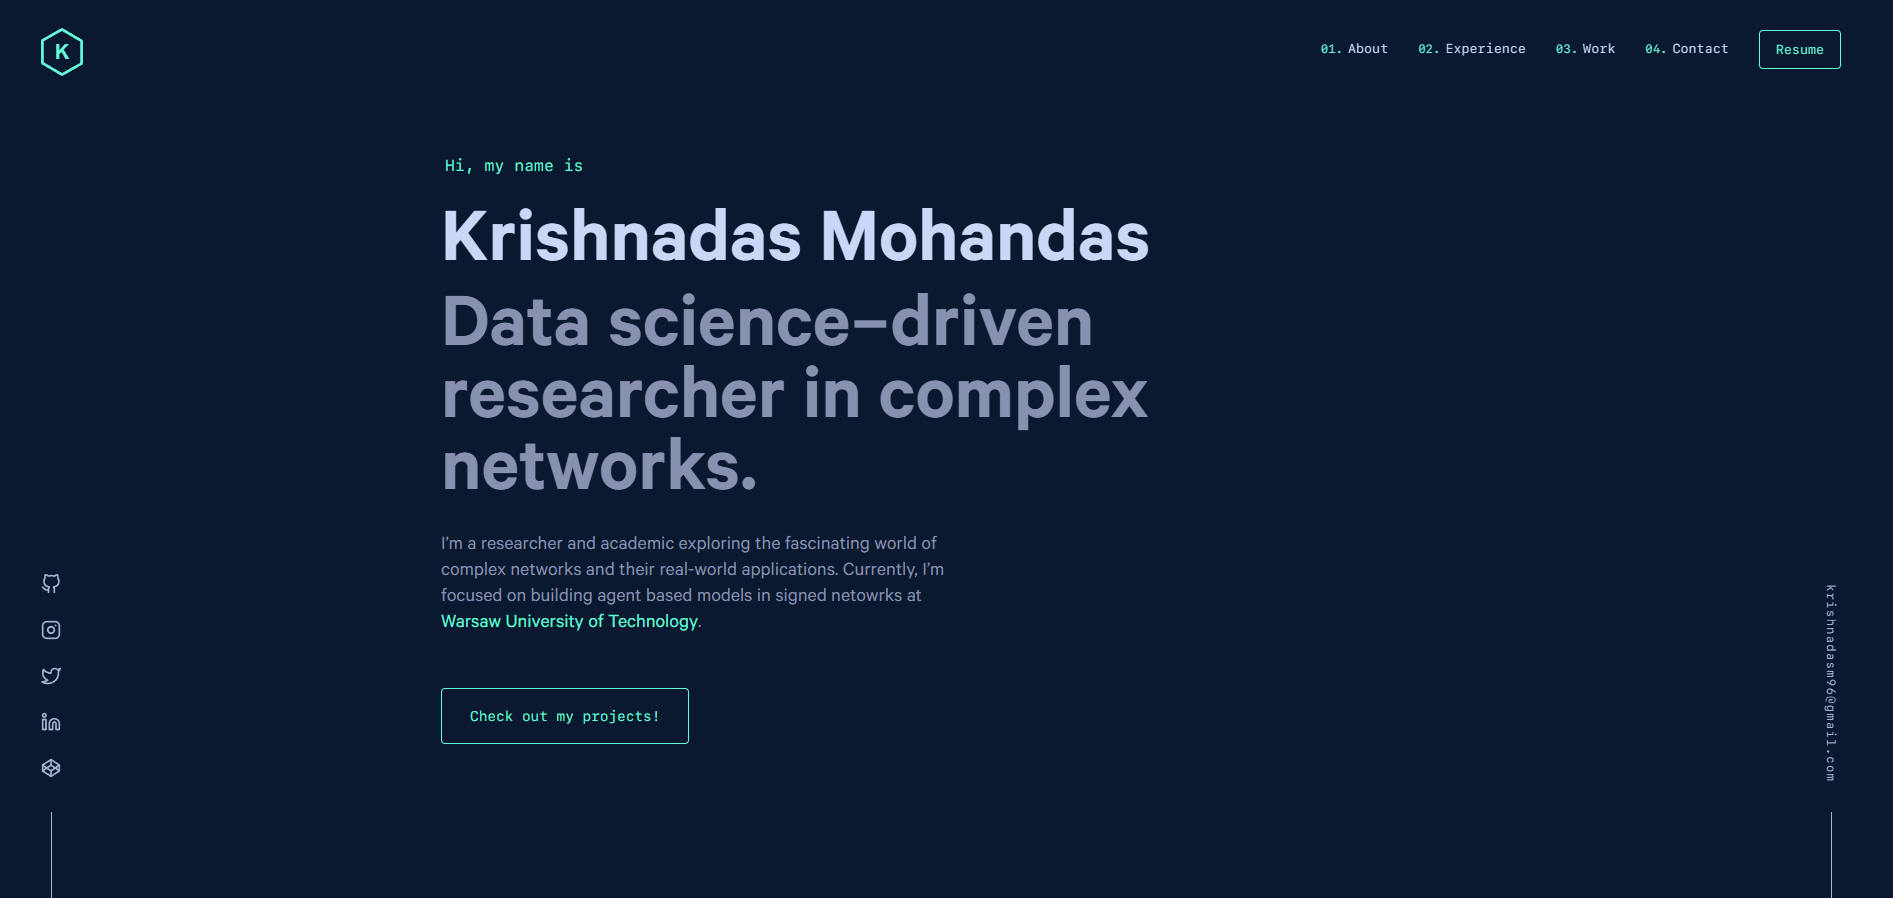 K
01. About 02. Experience 03. Work 04. Contact Resume
Hi, my name is
Krishnadas Mohandas
Data science–driven
researcher in complex
networks.
I’m a researcher and academic exploring the fascinating world of
complex networks and their real-world applications. Currently, I’m
focused on building agent based models in signed netowrks at
Warsaw University of Technology.
Check out my projects!
krishnadasm96@gmail.com